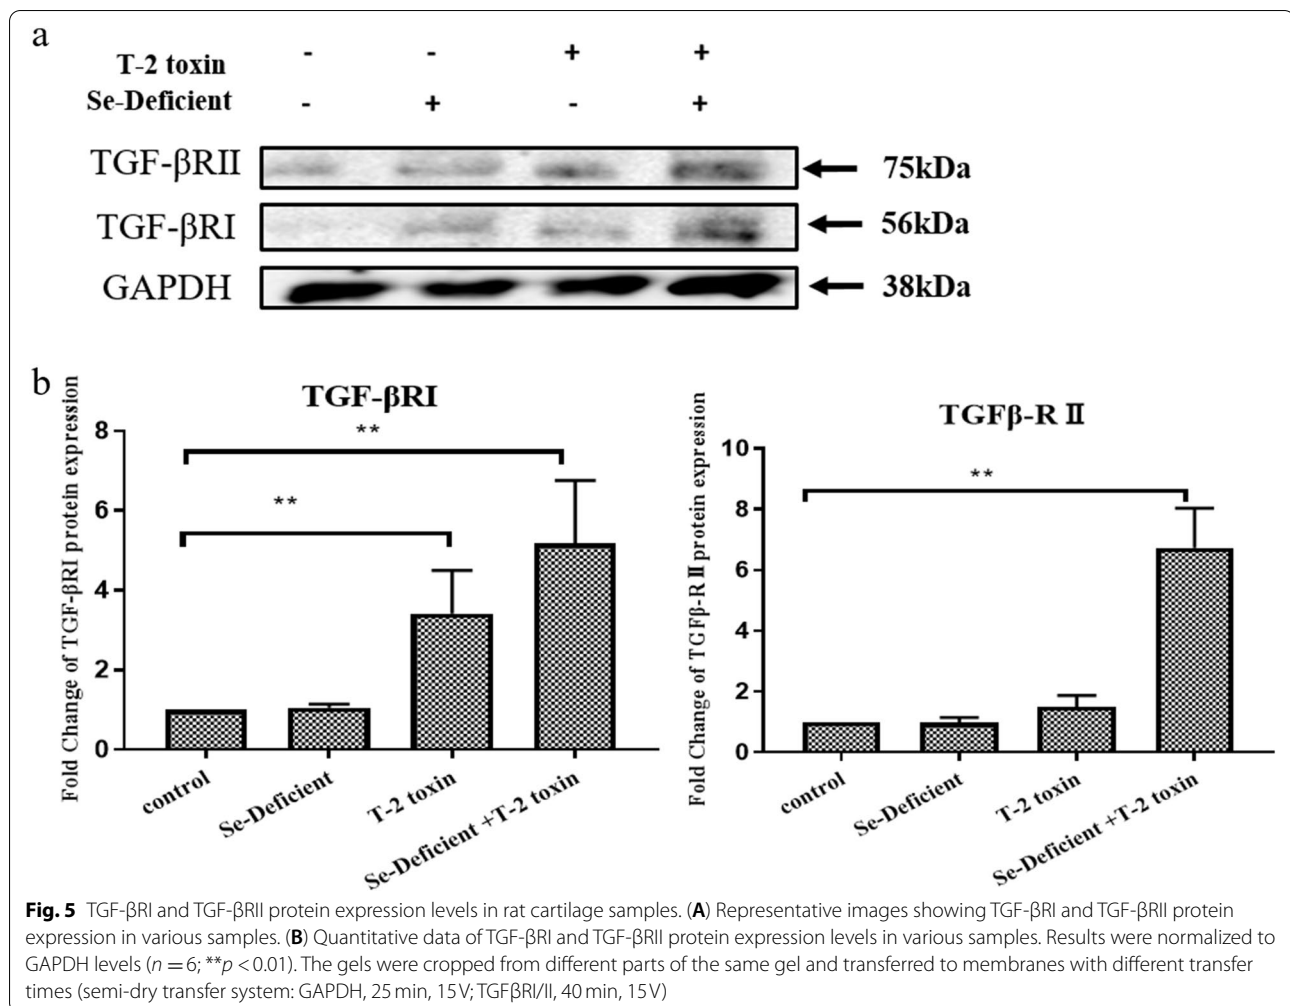 a
T-2 toxin - - + +
Se-Deficient - + - +
TGF-βRII 75kDa
TGF-βRI 56kDa
GAPDH 38kDa
b
TGF-βRI
Fold Change of TGF-βRI protein expression
8
6
4
2
0
**
**
control
Se-Deficient
T-2 toxin
Se-Deficient +T-2 toxin
TGFβ-R Ⅱ
Fold Change of TGFβ-R Ⅱ protein expression
10
8
6
4
2
0
**
control
Se-Deficient
T-2 toxin
Se-Deficient +T-2 toxin
Fig. 5 TGF-βRI and TGF-βRII protein expression levels in rat cartilage samples. (A) Representative images showing TGF-βRI and TGF-βRII protein
expression in various samples. (B) Quantitative data of TGF-βRI and TGF-βRII protein expression levels in various samples. Results were normalized to
GAPDH levels (n = 6; **p < 0.01). The gels were cropped from different parts of the same gel and transferred to membranes with different transfer
times (semi-dry transfer system: GAPDH, 25 min, 15 V; TGFβRI/II, 40 min, 15 V)